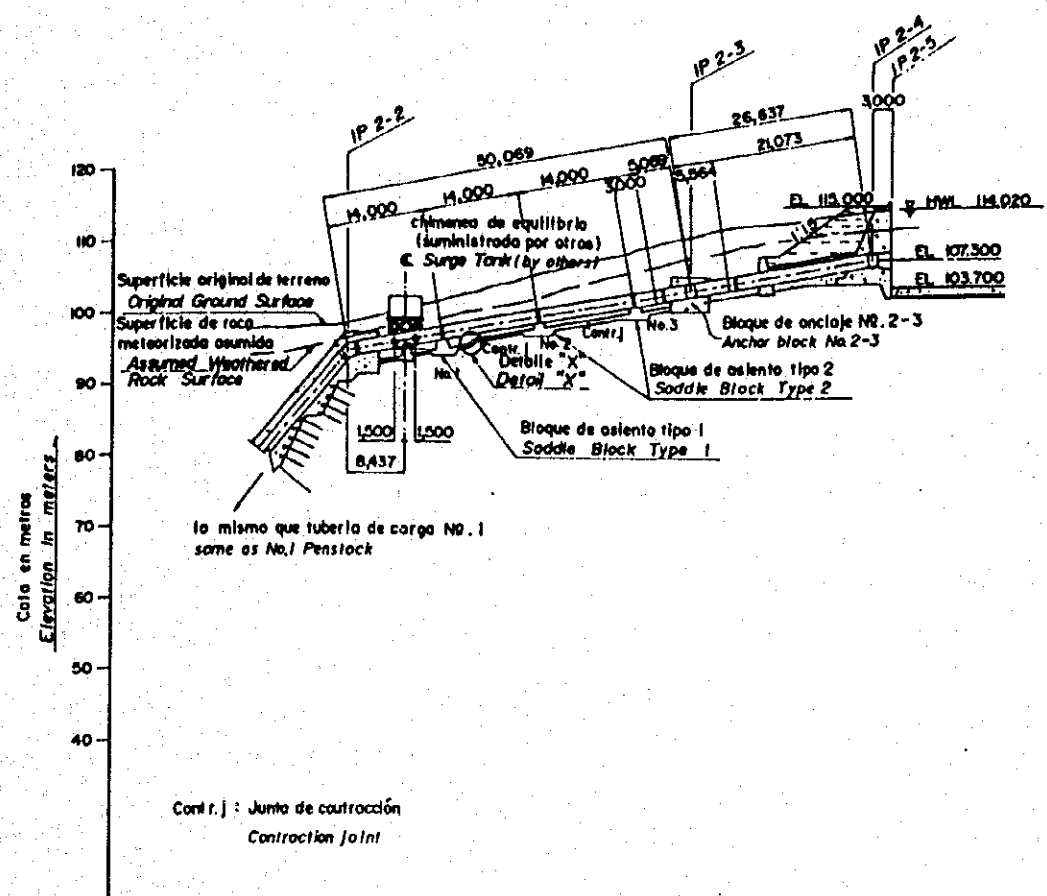 IP 2-4
IP 2-5
IP 2-3
IP 2-2
3,000
26,637
21,073
50,069
5,069
5,564
3,000
14,000
14,000
14,000
120
110
100
90
80
70
60
50
40
EL 115.000
HWL 114.020
EL 107.300
EL 103.700
chimenea de equilibrio
(suministrada por otros)
℄ Surge Tank (by others)
Superficie original de terreno
Original Ground Surface
Superficie de roca
meteorizada asumida
Assumed Weathered
Rock Surface
No. 1
Contr. j
No. 2
Contr. j
No. 3
Detalle "X"
Detail "X"
Bloque de anclaje Nº. 2-3
Anchor block No. 2-3
Bloque de asiento tipo 2
Saddle Block Type 2
Bloque de asiento tipo 1
Saddle Block Type 1
1,500
1,500
8,437
lo mismo que tubería de carga Nº. 1
same as No.1 Penstock
Cota en metros
Elevation in meters
Contr. j : Junta de coutracción
Contraction joint